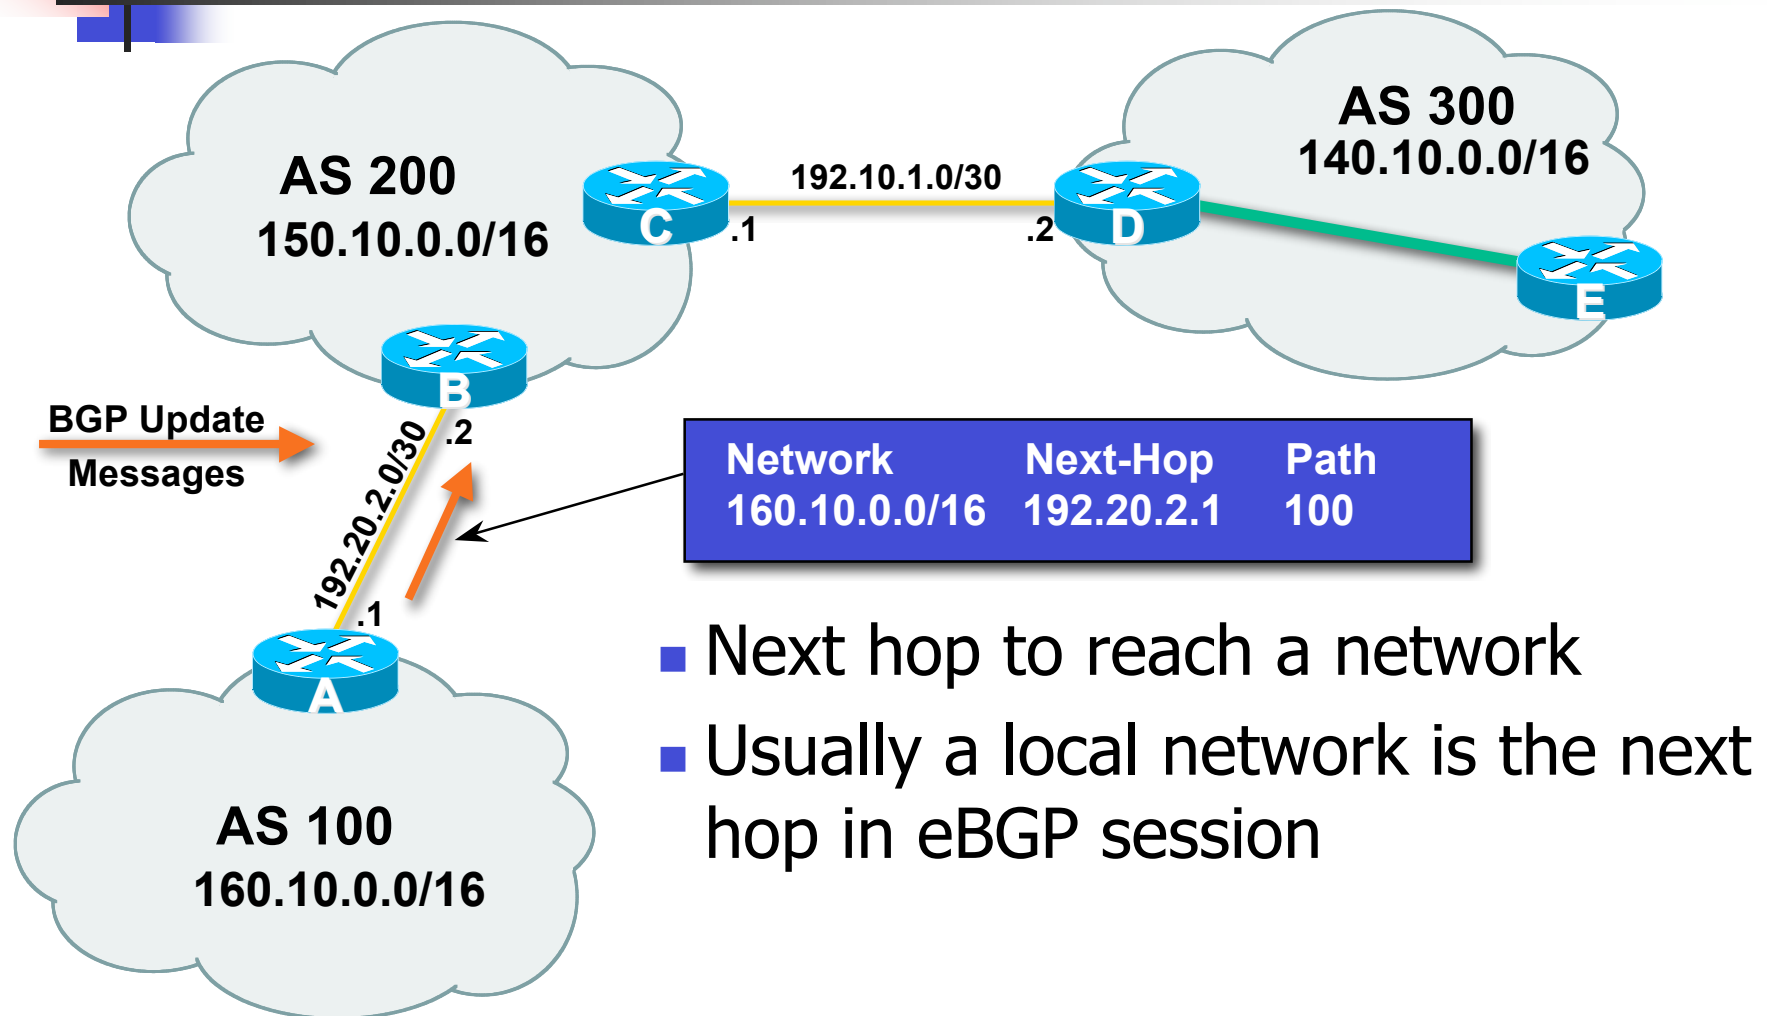 AS 300
140.10.0.0/16
AS 200
150.10.0.0/16
192.10.1.0/30
C
.1
.2
D
E
B
.2
BGP Update
Messages
192.20.2.0/30
.1
A
Network Next-Hop Path
160.10.0.0/16 192.20.2.1 100
AS 100
160.10.0.0/16
Next hop to reach a network
Usually a local network is the next
hop in eBGP session